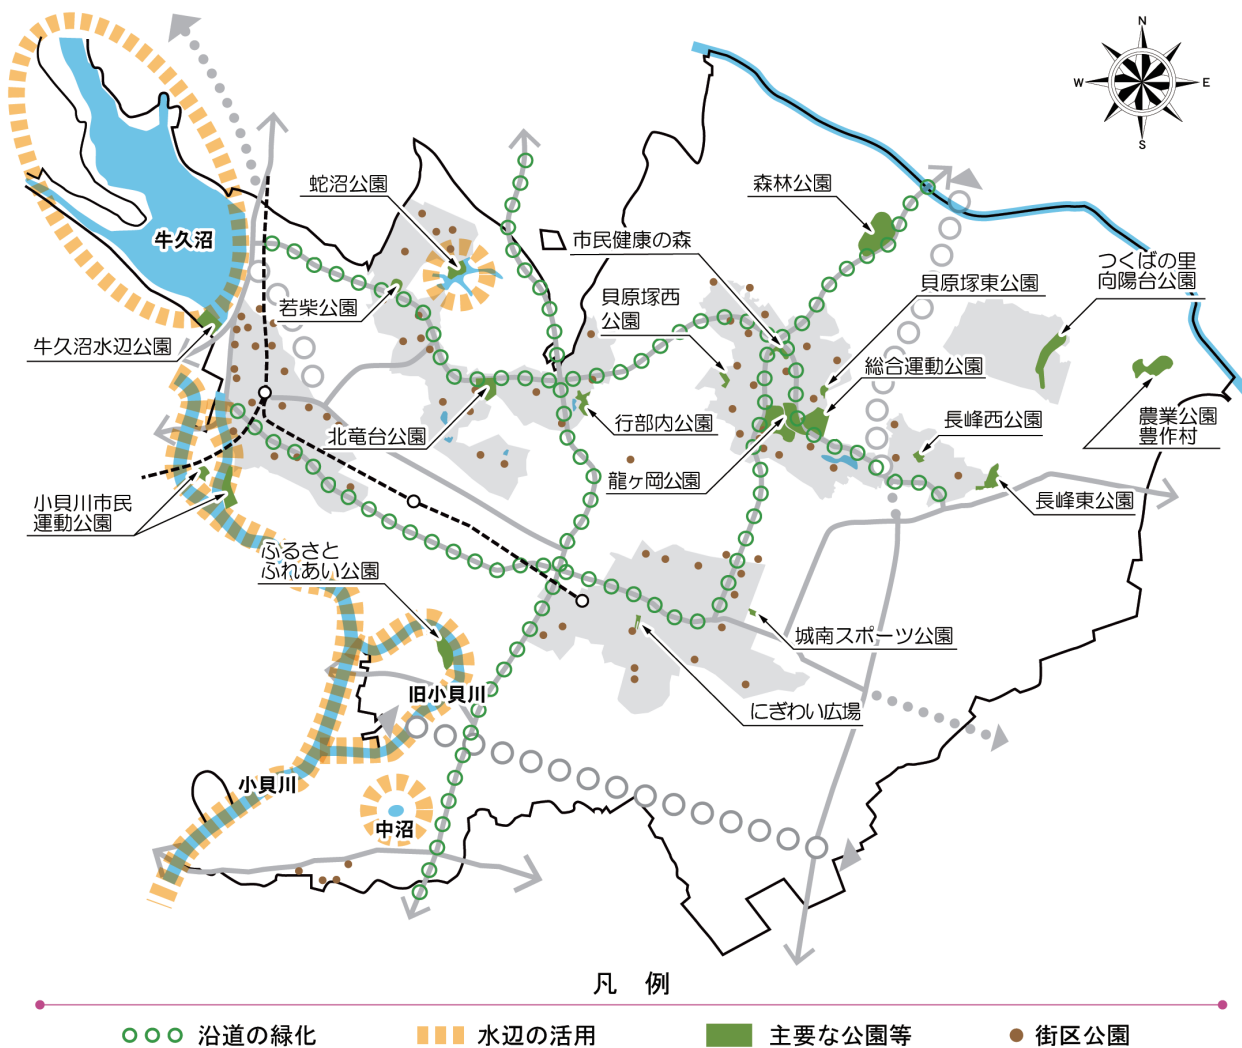 N
W
E
S
蛇沼公園
森林公園
牛久沼
市民健康の森
つくばの里
向陽台公園
貝原塚東公園
若柴公園
貝原塚西
公園
牛久沼水辺公園
総合運動公園
北竜台公園
行部内公園
長峰西公園
農業公園
豊作村
龍ヶ岡公園
小貝川市民
運動公園
長峰東公園
ふるさと
ふれあい公園
城南スポーツ公園
旧小貝川
にぎわい広場
小貝川
中沼
凡 例
沿道の緑化
水辺の活用
主要な公園等
街区公園